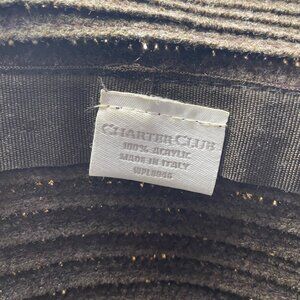 CHARTER CLUB
100% ACRYLIC
MADE IN ITALY